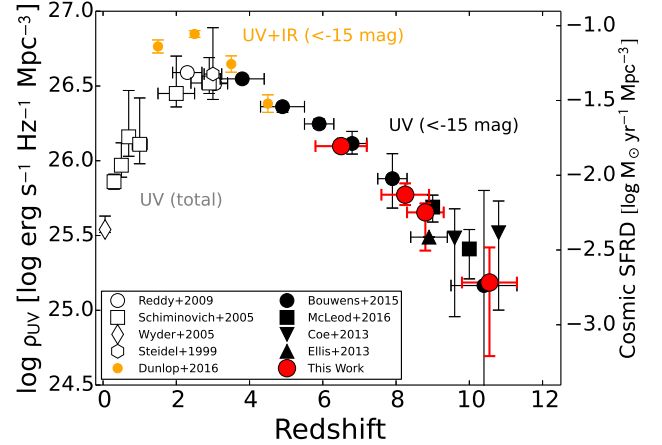 27.0
26.5
26.0
25.5
25.0
24.5
log ρUV [log erg s−1 Hz−1 Mpc−3]
UV+IR (<-15 mag)
UV (<-15 mag)
UV (total)
Reddy+2009
Schiminovich+2005
Wyder+2005
Steidel+1999
Dunlop+2016
Bouwens+2015
McLeod+2016
Coe+2013
Ellis+2013
This Work
−1.0
−1.5
−2.0
−2.5
−3.0
Cosmic SFRD [log M⊙ yr−1 Mpc−3]
0 2 4 6 8 10 12
Redshift